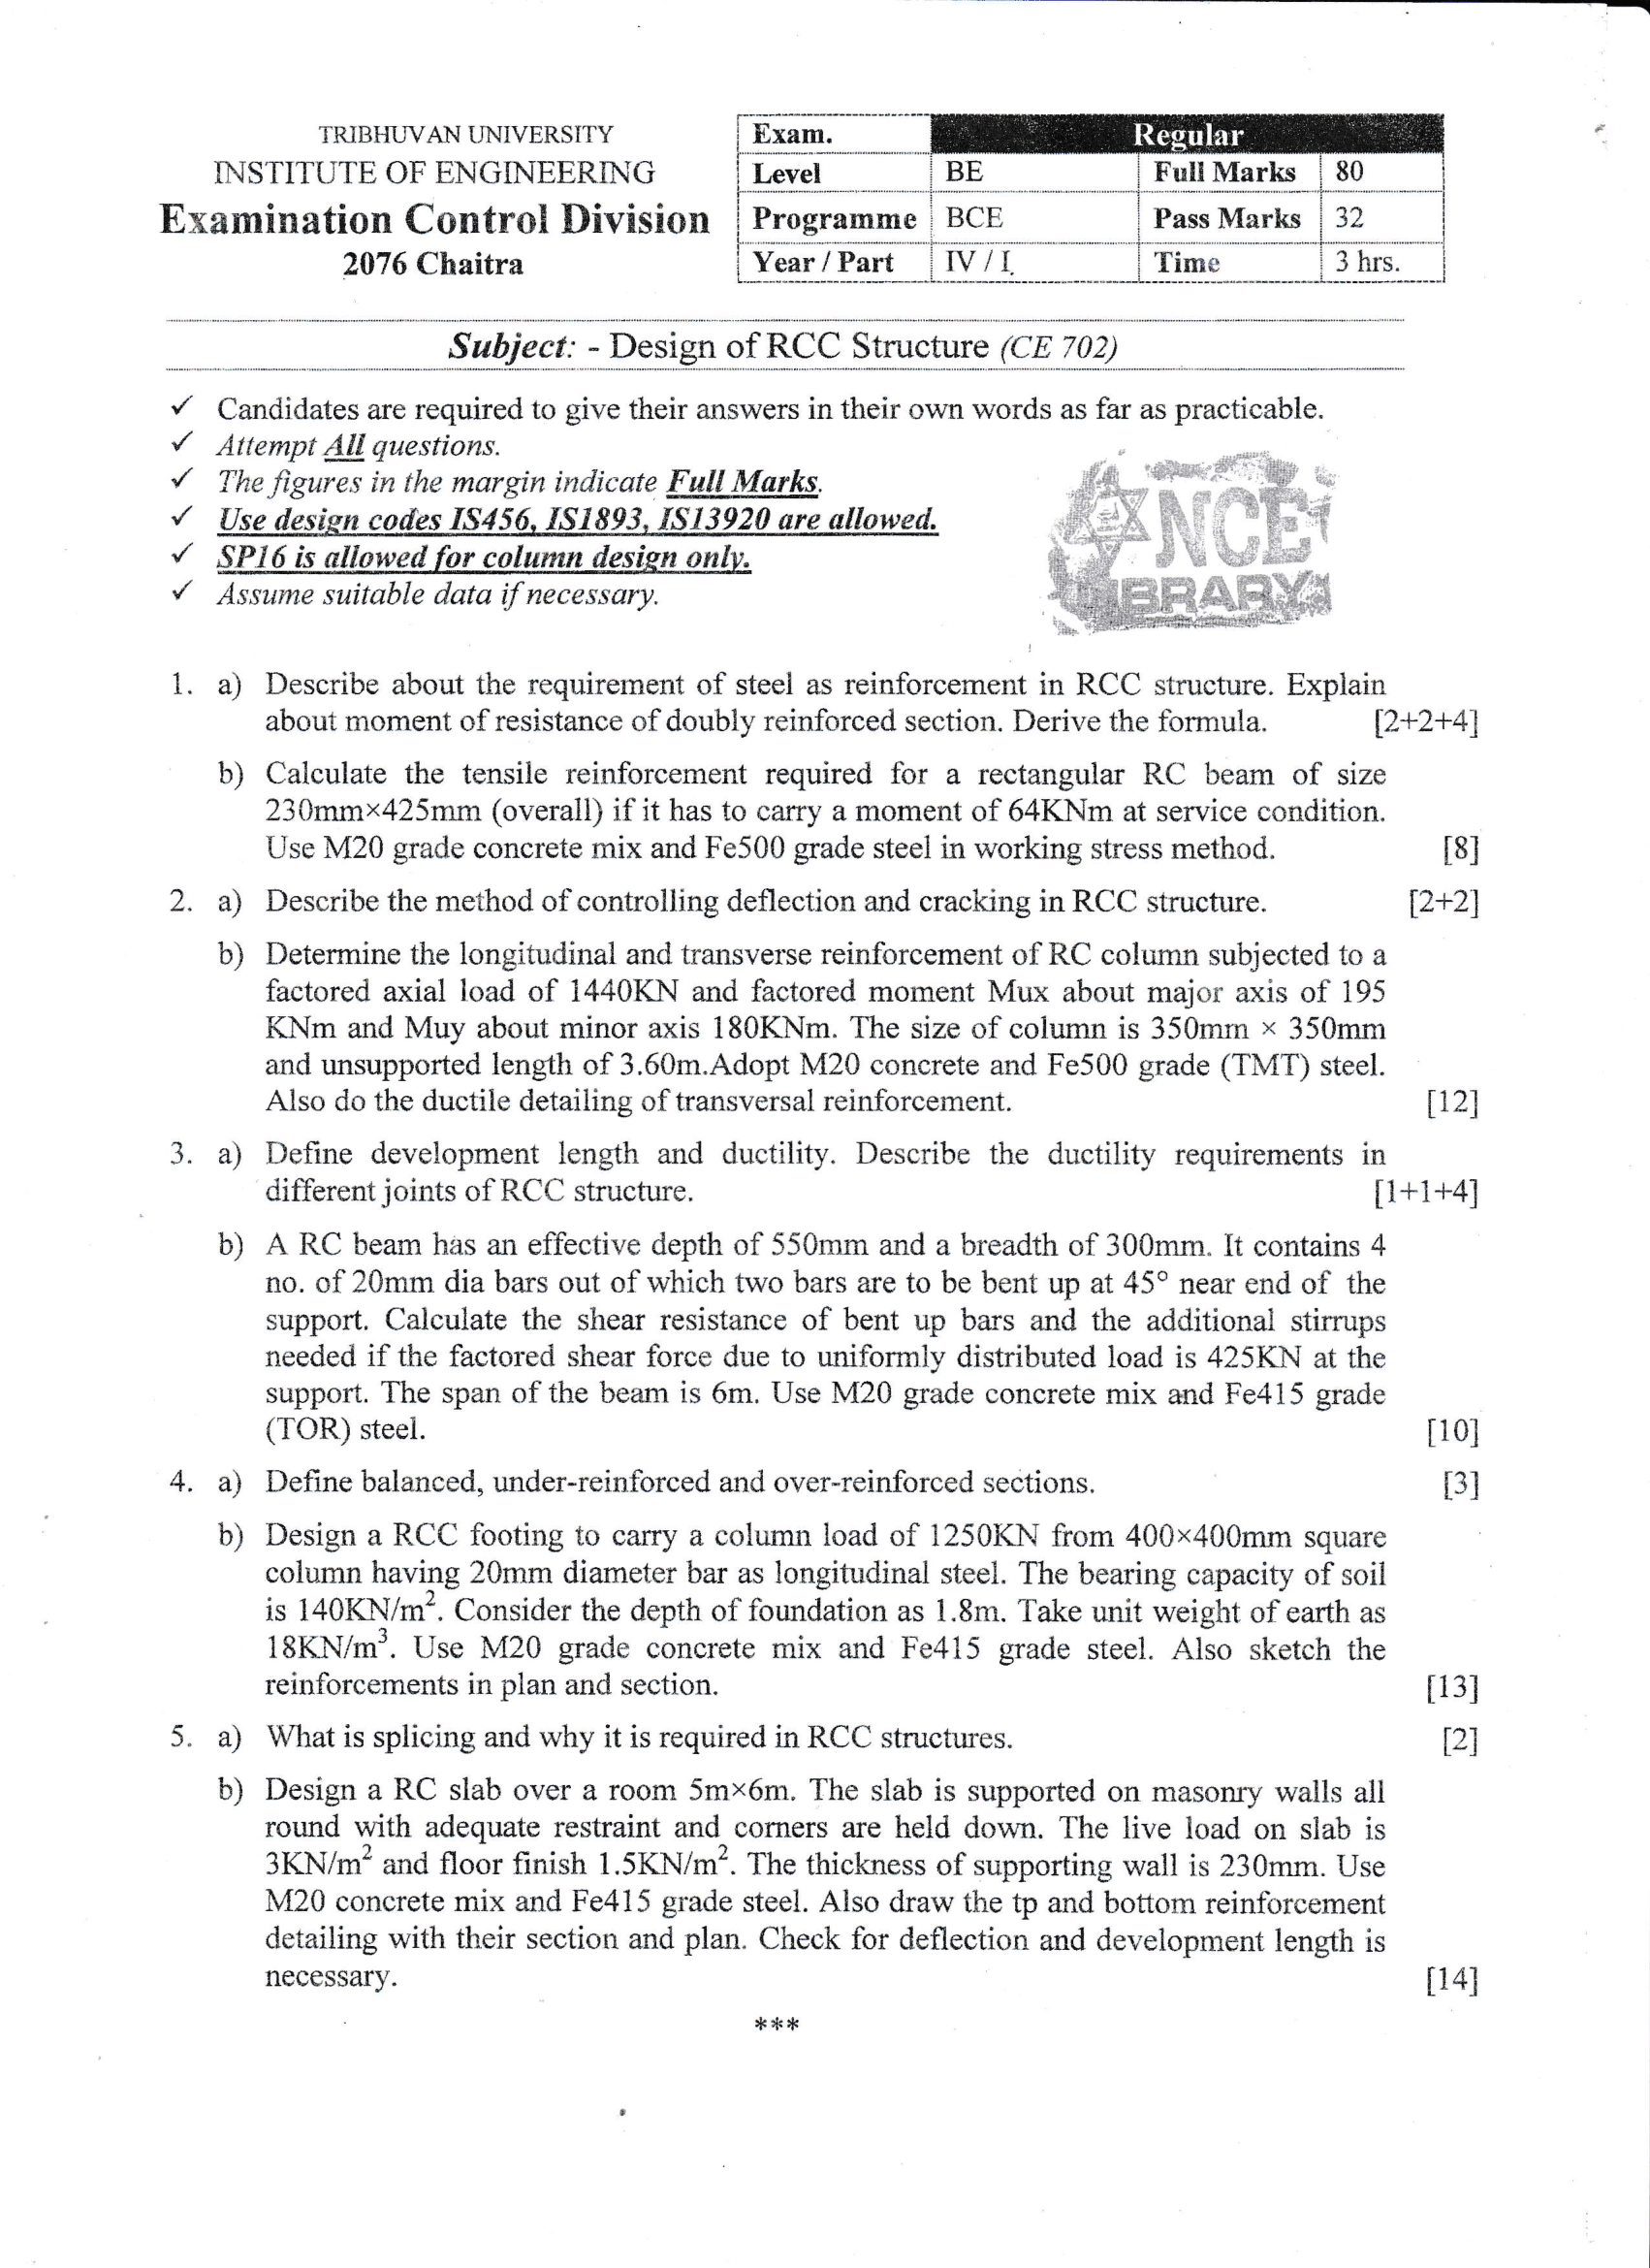 TRIBHUVAN UNIVERSITY
INSTITUTE OF ENGINEERING
Examination Control Division
2076 Chaitra
Exam. Regular
Level BE Full Marks 80
Programme BCE Pass Marks 32
Year / Part IV / I Time 3 hrs.
Subject: - Design of RCC Structure (CE 702)
✓ Candidates are required to give their answers in their own words as far as practicable.
✓ Attempt All questions.
✓ The figures in the margin indicate Full Marks.
✓ Use design codes IS456, IS1893, IS13920 are allowed.
✓ SP16 is allowed for column design only.
✓ Assume suitable data if necessary.
NCE
BRARY
1. a) Describe about the requirement of steel as reinforcement in RCC structure. Explain
about moment of resistance of doubly reinforced section. Derive the formula. [2+2+4]
b) Calculate the tensile reinforcement required for a rectangular RC beam of size
230mm×425mm (overall) if it has to carry a moment of 64KNm at service condition.
Use M20 grade concrete mix and Fe500 grade steel in working stress method. [8]
2. a) Describe the method of controlling deflection and cracking in RCC structure. [2+2]
b) Determine the longitudinal and transverse reinforcement of RC column subjected to a
factored axial load of 1440KN and factored moment Mux about major axis of 195
KNm and Muy about minor axis 180KNm. The size of column is 350mm × 350mm
and unsupported length of 3.60m.Adopt M20 concrete and Fe500 grade (TMT) steel.
Also do the ductile detailing of transversal reinforcement. [12]
3. a) Define development length and ductility. Describe the ductility requirements in
different joints of RCC structure. [1+1+4]
b) A RC beam has an effective depth of 550mm and a breadth of 300mm. It contains 4
no. of 20mm dia bars out of which two bars are to be bent up at 45° near end of the
support. Calculate the shear resistance of bent up bars and the additional stirrups
needed if the factored shear force due to uniformly distributed load is 425KN at the
support. The span of the beam is 6m. Use M20 grade concrete mix and Fe415 grade
(TOR) steel. [10]
4. a) Define balanced, under-reinforced and over-reinforced sections. [3]
b) Design a RCC footing to carry a column load of 1250KN from 400×400mm square
column having 20mm diameter bar as longitudinal steel. The bearing capacity of soil
is 140KN/m². Consider the depth of foundation as 1.8m. Take unit weight of earth as
18KN/m³. Use M20 grade concrete mix and Fe415 grade steel. Also sketch the
reinforcements in plan and section. [13]
5. a) What is splicing and why it is required in RCC structures. [2]
b) Design a RC slab over a room 5m×6m. The slab is supported on masonry walls all
round with adequate restraint and corners are held down. The live load on slab is
3KN/m² and floor finish 1.5KN/m². The thickness of supporting wall is 230mm. Use
M20 concrete mix and Fe415 grade steel. Also draw the tp and bottom reinforcement
detailing with their section and plan. Check for deflection and development length is
necessary. [14]
***